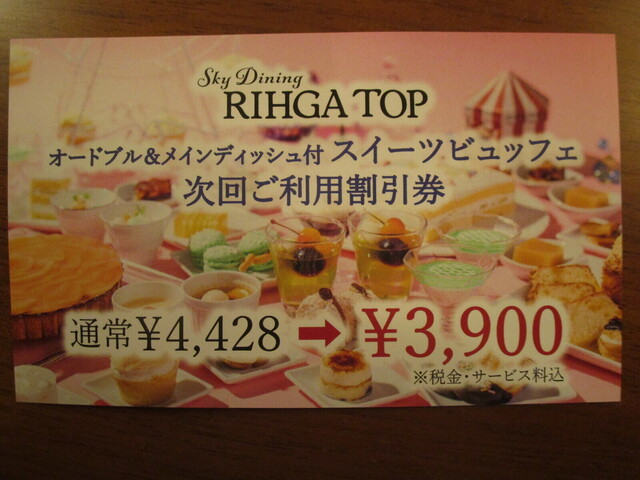 Sky Dining
RIHGA TOP
オードブル&メインディッシュ付 スイーツビュッフェ
次回ご利用割引券
通常¥4,428 ➡ ¥3,900
※税金・サービス料込